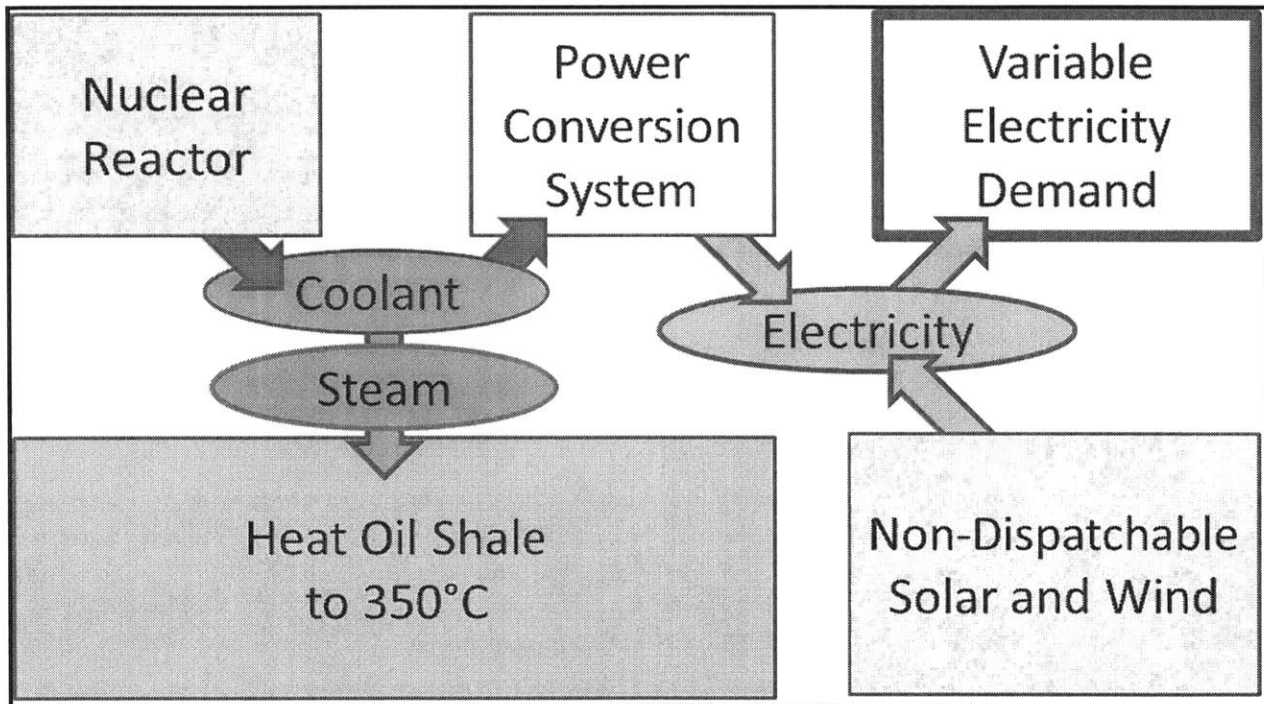 Nuclear
Reactor
Power
Conversion
System
Variable
Electricity
Demand
Coolant
Steam
Electricity
Heat Oil Shale
to 350°C
Non-Dispatchable
Solar and Wind